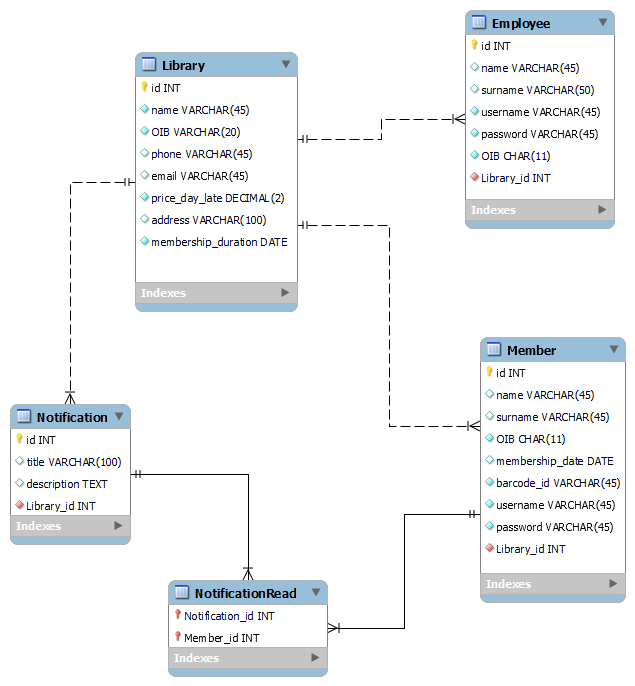 Employee
id INT
name VARCHAR(45)
surname VARCHAR(50)
username VARCHAR(45)
password VARCHAR(45)
OIB CHAR(11)
Library_id INT
Indexes
Library
id INT
name VARCHAR(45)
OIB VARCHAR(20)
phone VARCHAR(45)
email VARCHAR(45)
price_day_late DECIMAL(2)
address VARCHAR(100)
membership_duration DATE
Indexes
Member
id INT
name VARCHAR(45)
surname VARCHAR(45)
OIB CHAR(11)
membership_date DATE
barcode_id VARCHAR(45)
username VARCHAR(45)
password VARCHAR(45)
Library_id INT
Indexes
Notification
id INT
title VARCHAR(100)
description TEXT
Library_id INT
Indexes
NotificationRead
Notification_id INT
Member_id INT
Indexes